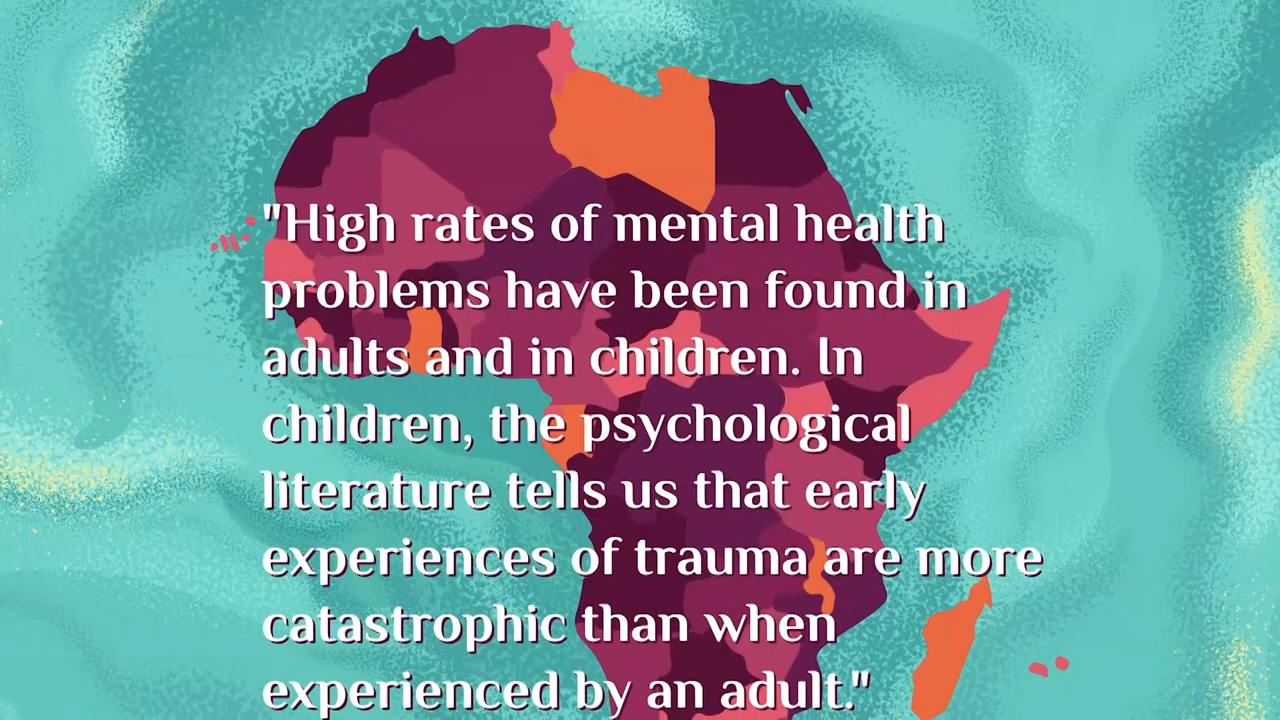 "High rates of mental health
problems have been found in
adults and in children. In
children, the psychological
literature tells us that early
experiences of trauma are more
catastrophic than when
experienced by an adult."